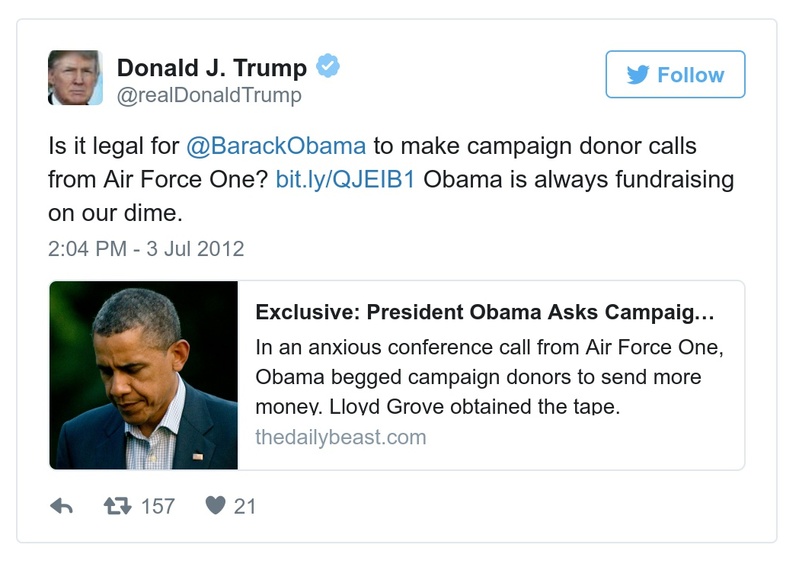 Donald J. Trump
@realDonaldTrump
Follow
Is it legal for @BarackObama to make campaign donor calls
from Air Force One? bit.ly/QJEIB1 Obama is always fundraising
on our dime.
2:04 PM - 3 Jul 2012
Exclusive: President Obama Asks Campaig...
In an anxious conference call from Air Force One,
Obama begged campaign donors to send more
money. Lloyd Grove obtained the tape.
thedailybeast.com
157
21